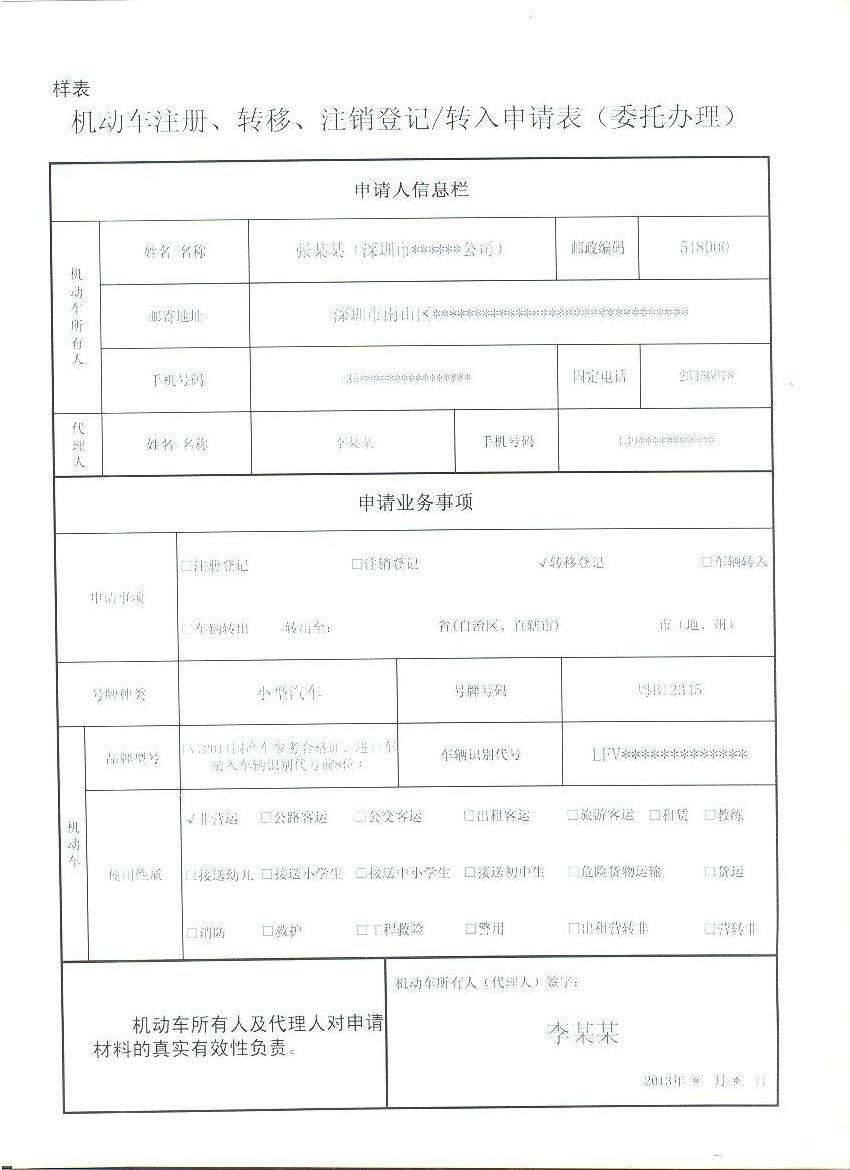 样表
机动车注册、转移、注销登记/转入申请表（委托办理）
申请人信息栏
机动车所有人
姓名 名称
张某某（深圳市******公司）
邮政编码
518000
邮寄地址
深圳市南山区*******************************
手机号码
固定电话
代理人
姓名 名称
李某某
手机号码
申请业务事项
申请事项
□注册登记 □注销登记 √转移登记 □车辆转入
□车辆转出 转出至： 省(自治区、直辖市) 市（地、州）
号牌种类
小型汽车
号牌号码
粤B12345
机动车
品牌型号
国产车参考合格证、进口车
录入车辆识别代号前8位）
车辆识别代号
LFV*************
使用性质
√非营运 □公路客运 □公交客运 □出租客运 □旅游客运 □租赁 □教练
□接送幼儿 □接送小学生 □接送中小学生 □接送初中生 □危险货物运输 □货运
□消防 □救护 □工程救险 □警用 □出租营转非 □营转非
机动车所有人及代理人对申请
材料的真实有效性负责。
机动车所有人（代理人）签字:
李某某
2013年 * 月 * 日